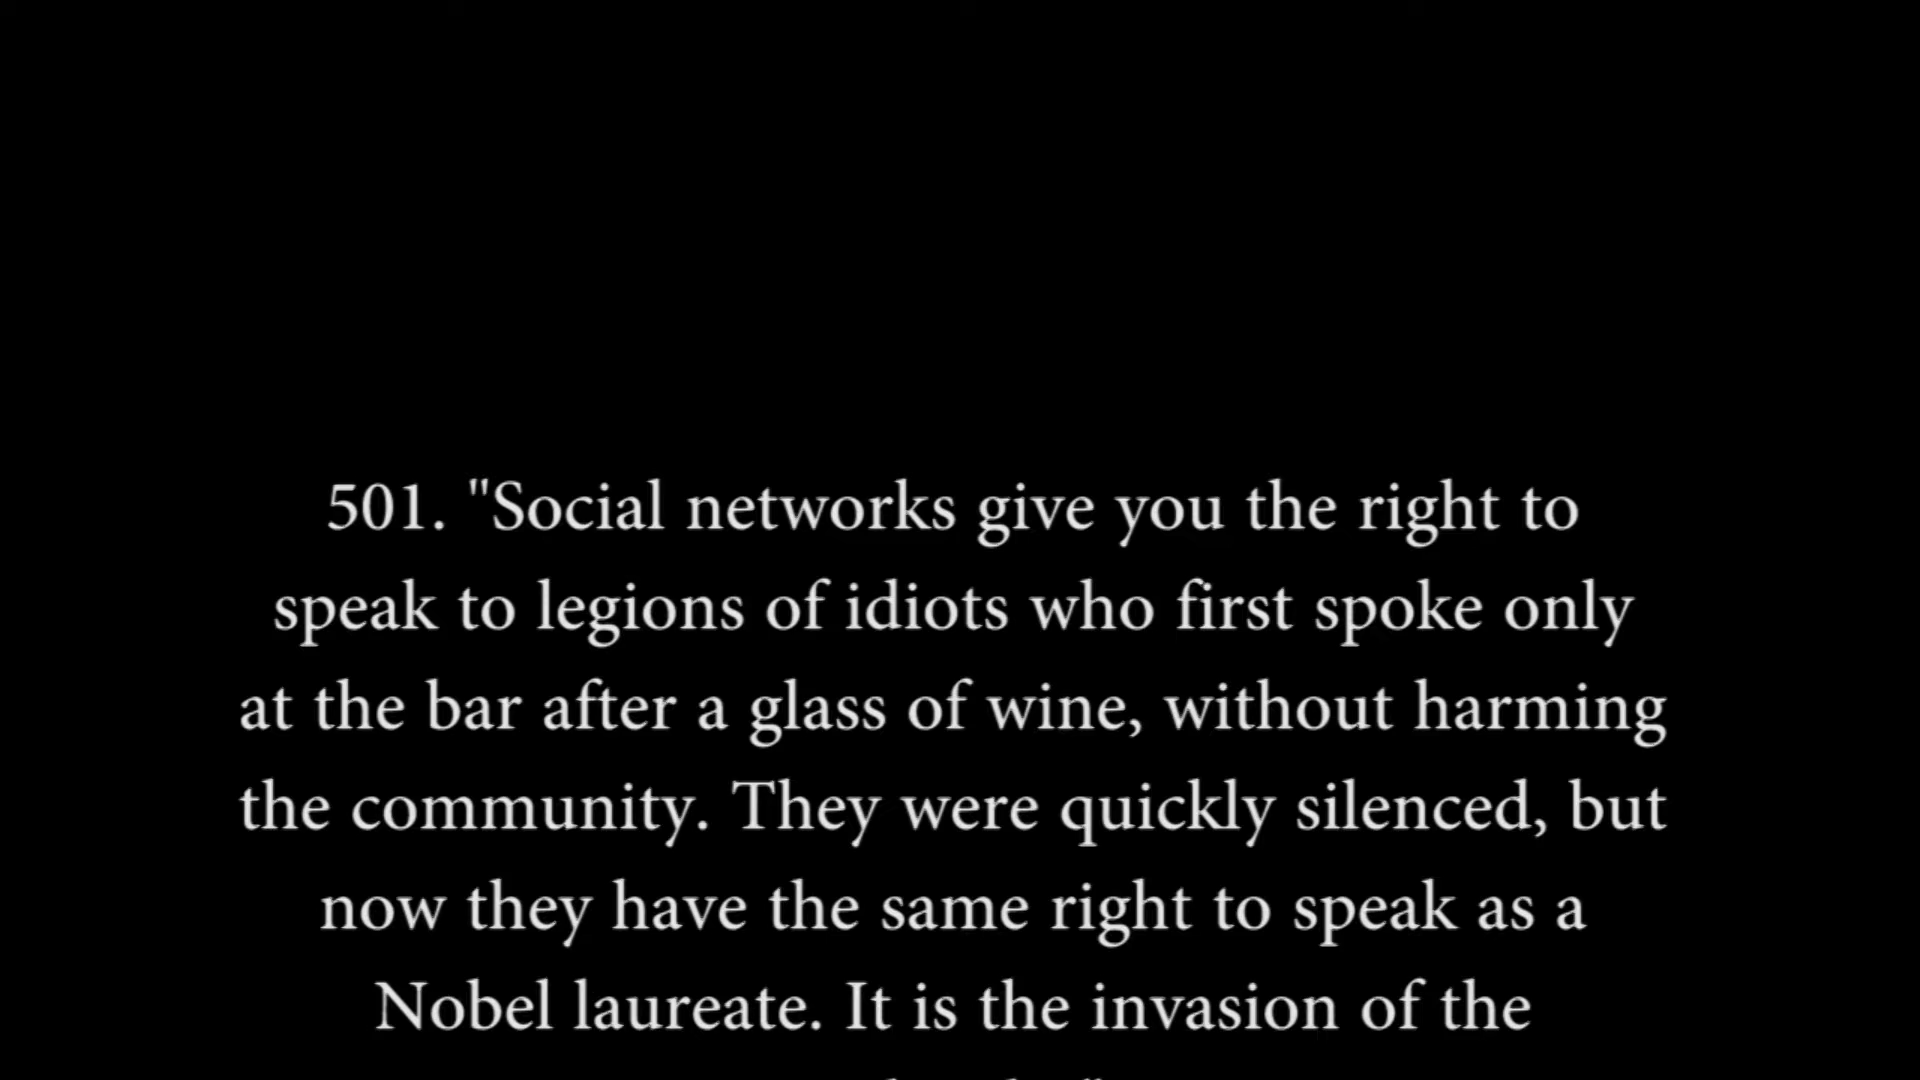 501. "Social networks give you the right to
speak to legions of idiots who first spoke only
at the bar after a glass of wine, without harming
the community. They were quickly silenced, but
now they have the same right to speak as a
Nobel laureate. It is the invasion of the